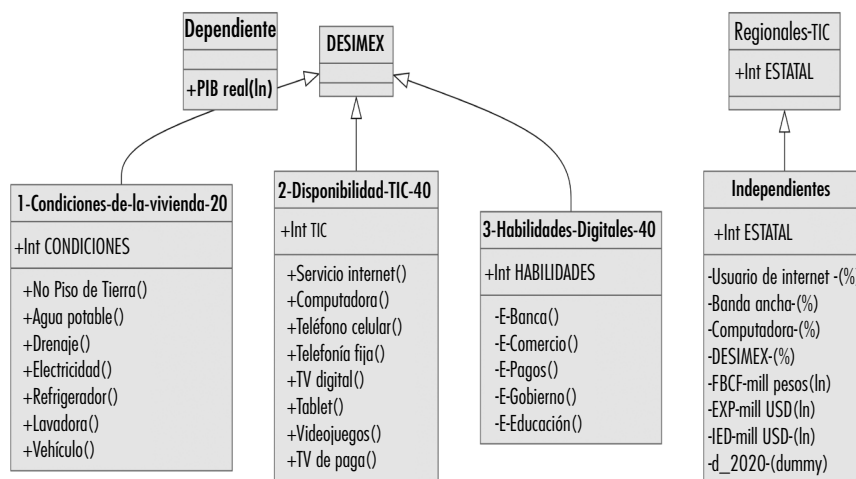 Dependiente
+PIB real(ln)
DESIMEX
Regionales-TIC
+Int ESTATAL
1-Condiciones-de-la-vivienda-20
+Int CONDICIONES
+No Piso de Tierra()
+Agua potable()
+Drenaje()
+Electricidad()
+Refrigerador()
+Lavadora()
+Vehículo()
2-Disponibilidad-TIC-40
+Int TIC
+Servicio internet()
+Computadora()
+Teléfono celular()
+Telefonía fija()
+TV digital()
+Tablet()
+Videojuegos()
+TV de paga()
3-Habilidades-Digitales-40
+Int HABILIDADES
-E-Banca()
-E-Comercio()
-E-Pagos()
-E-Gobierno()
-E-Educación()
Independientes
+Int ESTATAL
-Usuario de internet -(%)
-Banda ancha-(%)
-Computadora-(%)
-DESIMEX-(%)
-FBCF-mill pesos(ln)
-EXP-mill USD(ln)
-IED-mill USD-(ln)
-d_2020-(dummy)